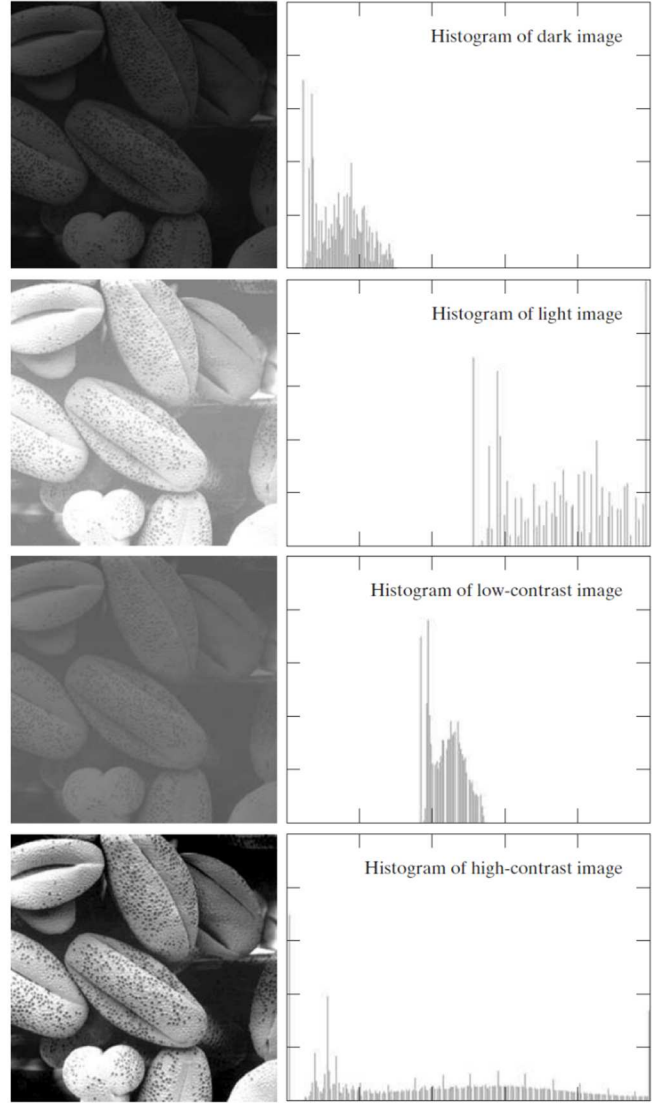 Histogram of dark image
Histogram of light image
Histogram of low-contrast image
Histogram of high-contrast image